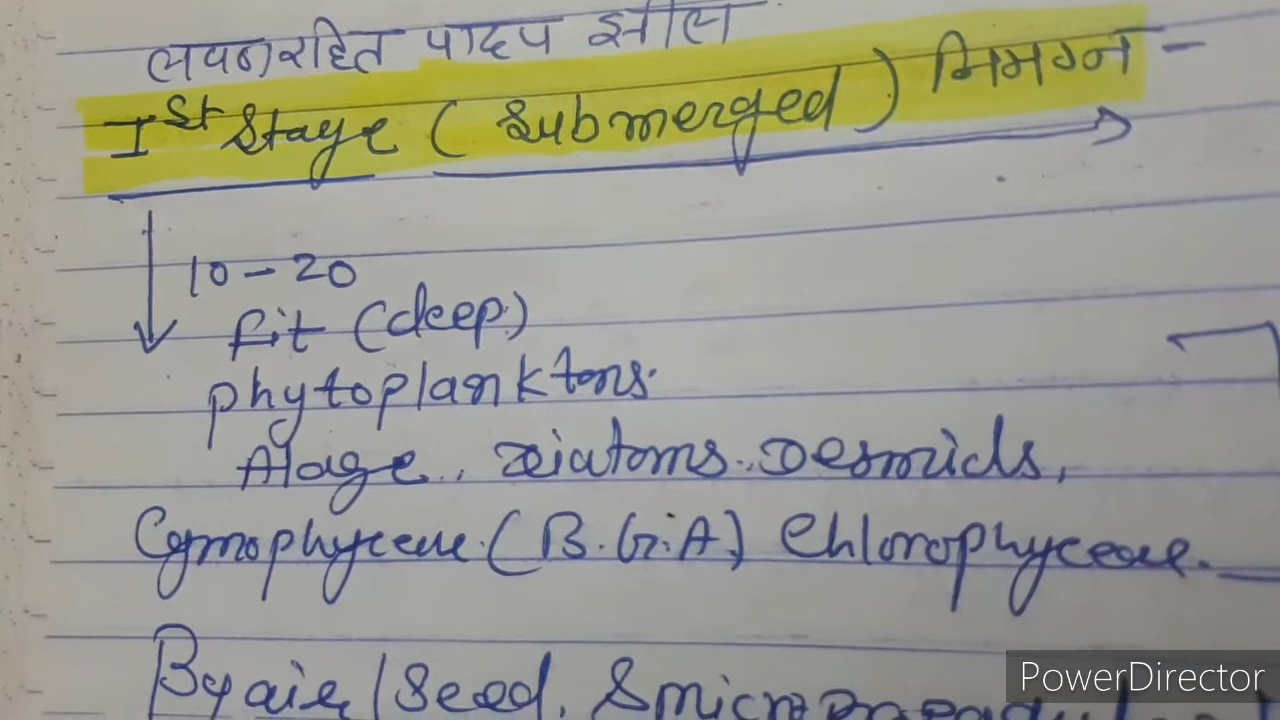 लवणरहित पादप झील
Ist Stage ( Submerged ) निमग्न -
10-20
fit (deep)
phytoplanktons.
Alage, Diatoms, Desmids,
Cynophyceae (B.G.A) Chlorophyceae.
By air / Seed, &
PowerDirector